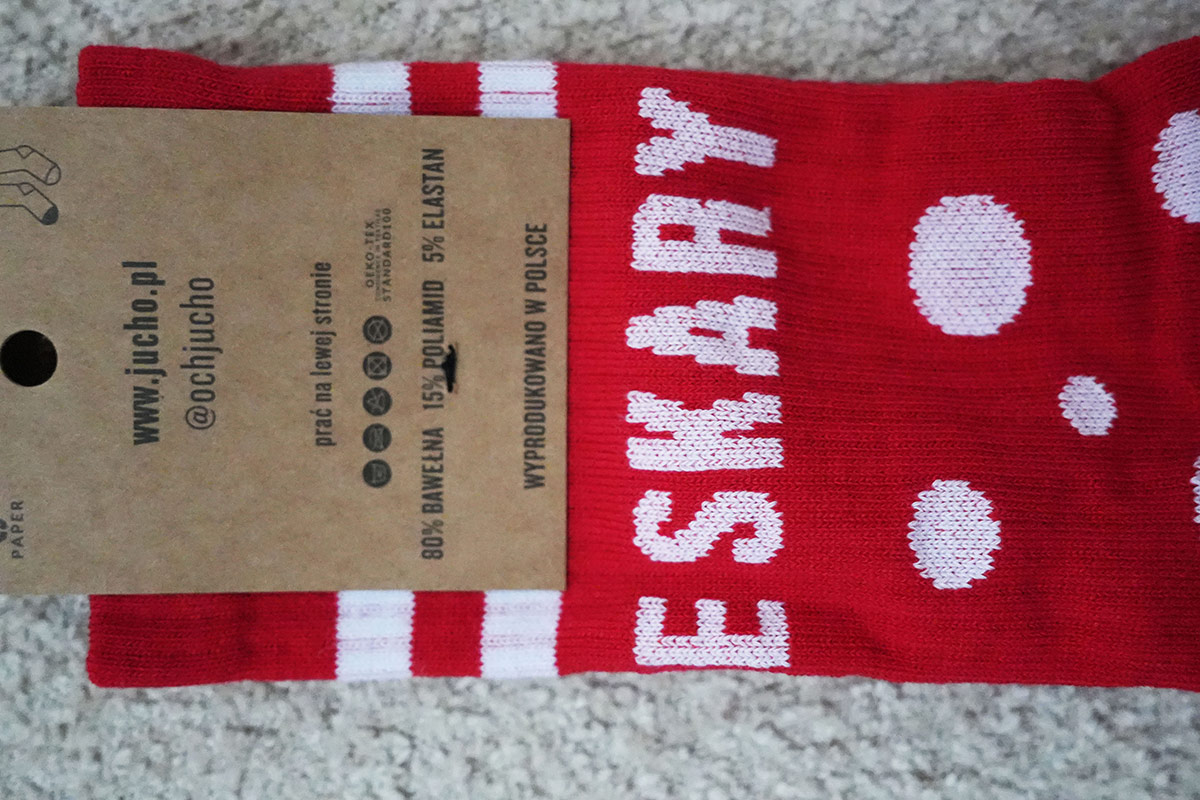 www.jucho.pl
@ochjucho
prać na lewej stronie
OEKO-TEX
STANDARD100
80% BAWEŁNA 15% POLIAMID 5% ELASTAN
WYPRODUKOWANO W POLSCE
PAPER
ESKARY